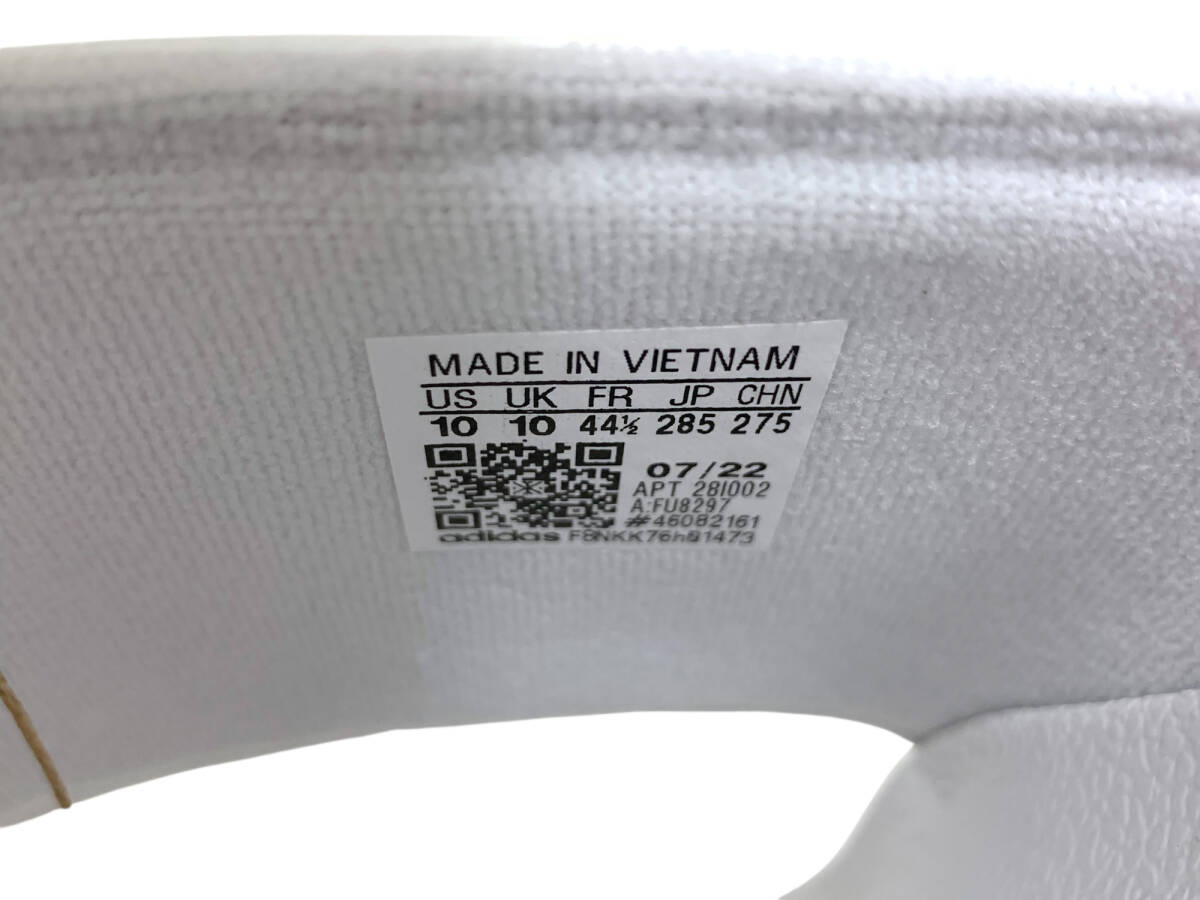 MADE IN VIETNAM
US UK FR JP CHN
10 10 44½ 285 275
07/22
APT 28I002
A:FU8297
#46082161
adidas